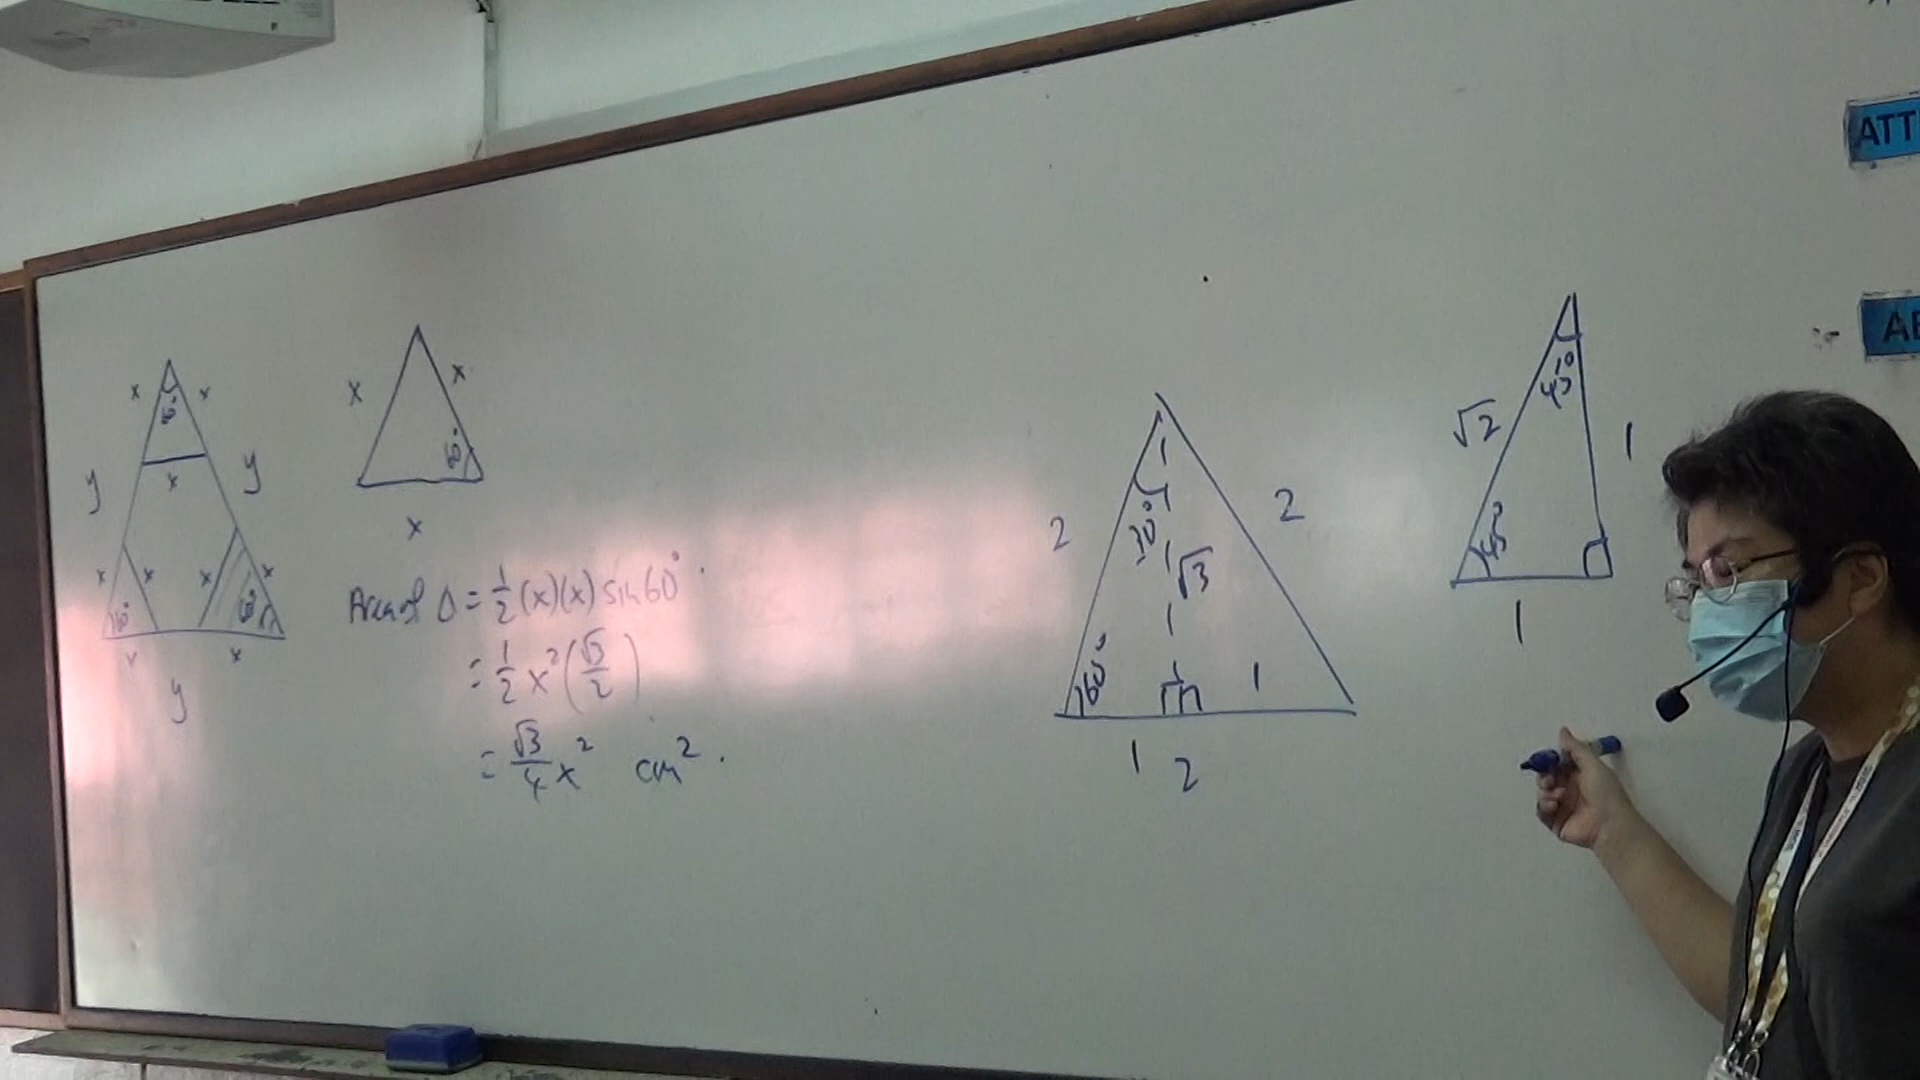 x x
60°
x
y y
x x x x
60° 60°
x x
y
x x
60°
x
Area of Δ = 1/2 (x)(x) sin 60°
= 1/2 x² (√3/2)
= √3/4 x² cm².
2 2
30°
√3
60°
1
1
2
√2 1
45°
45°
1
ATT